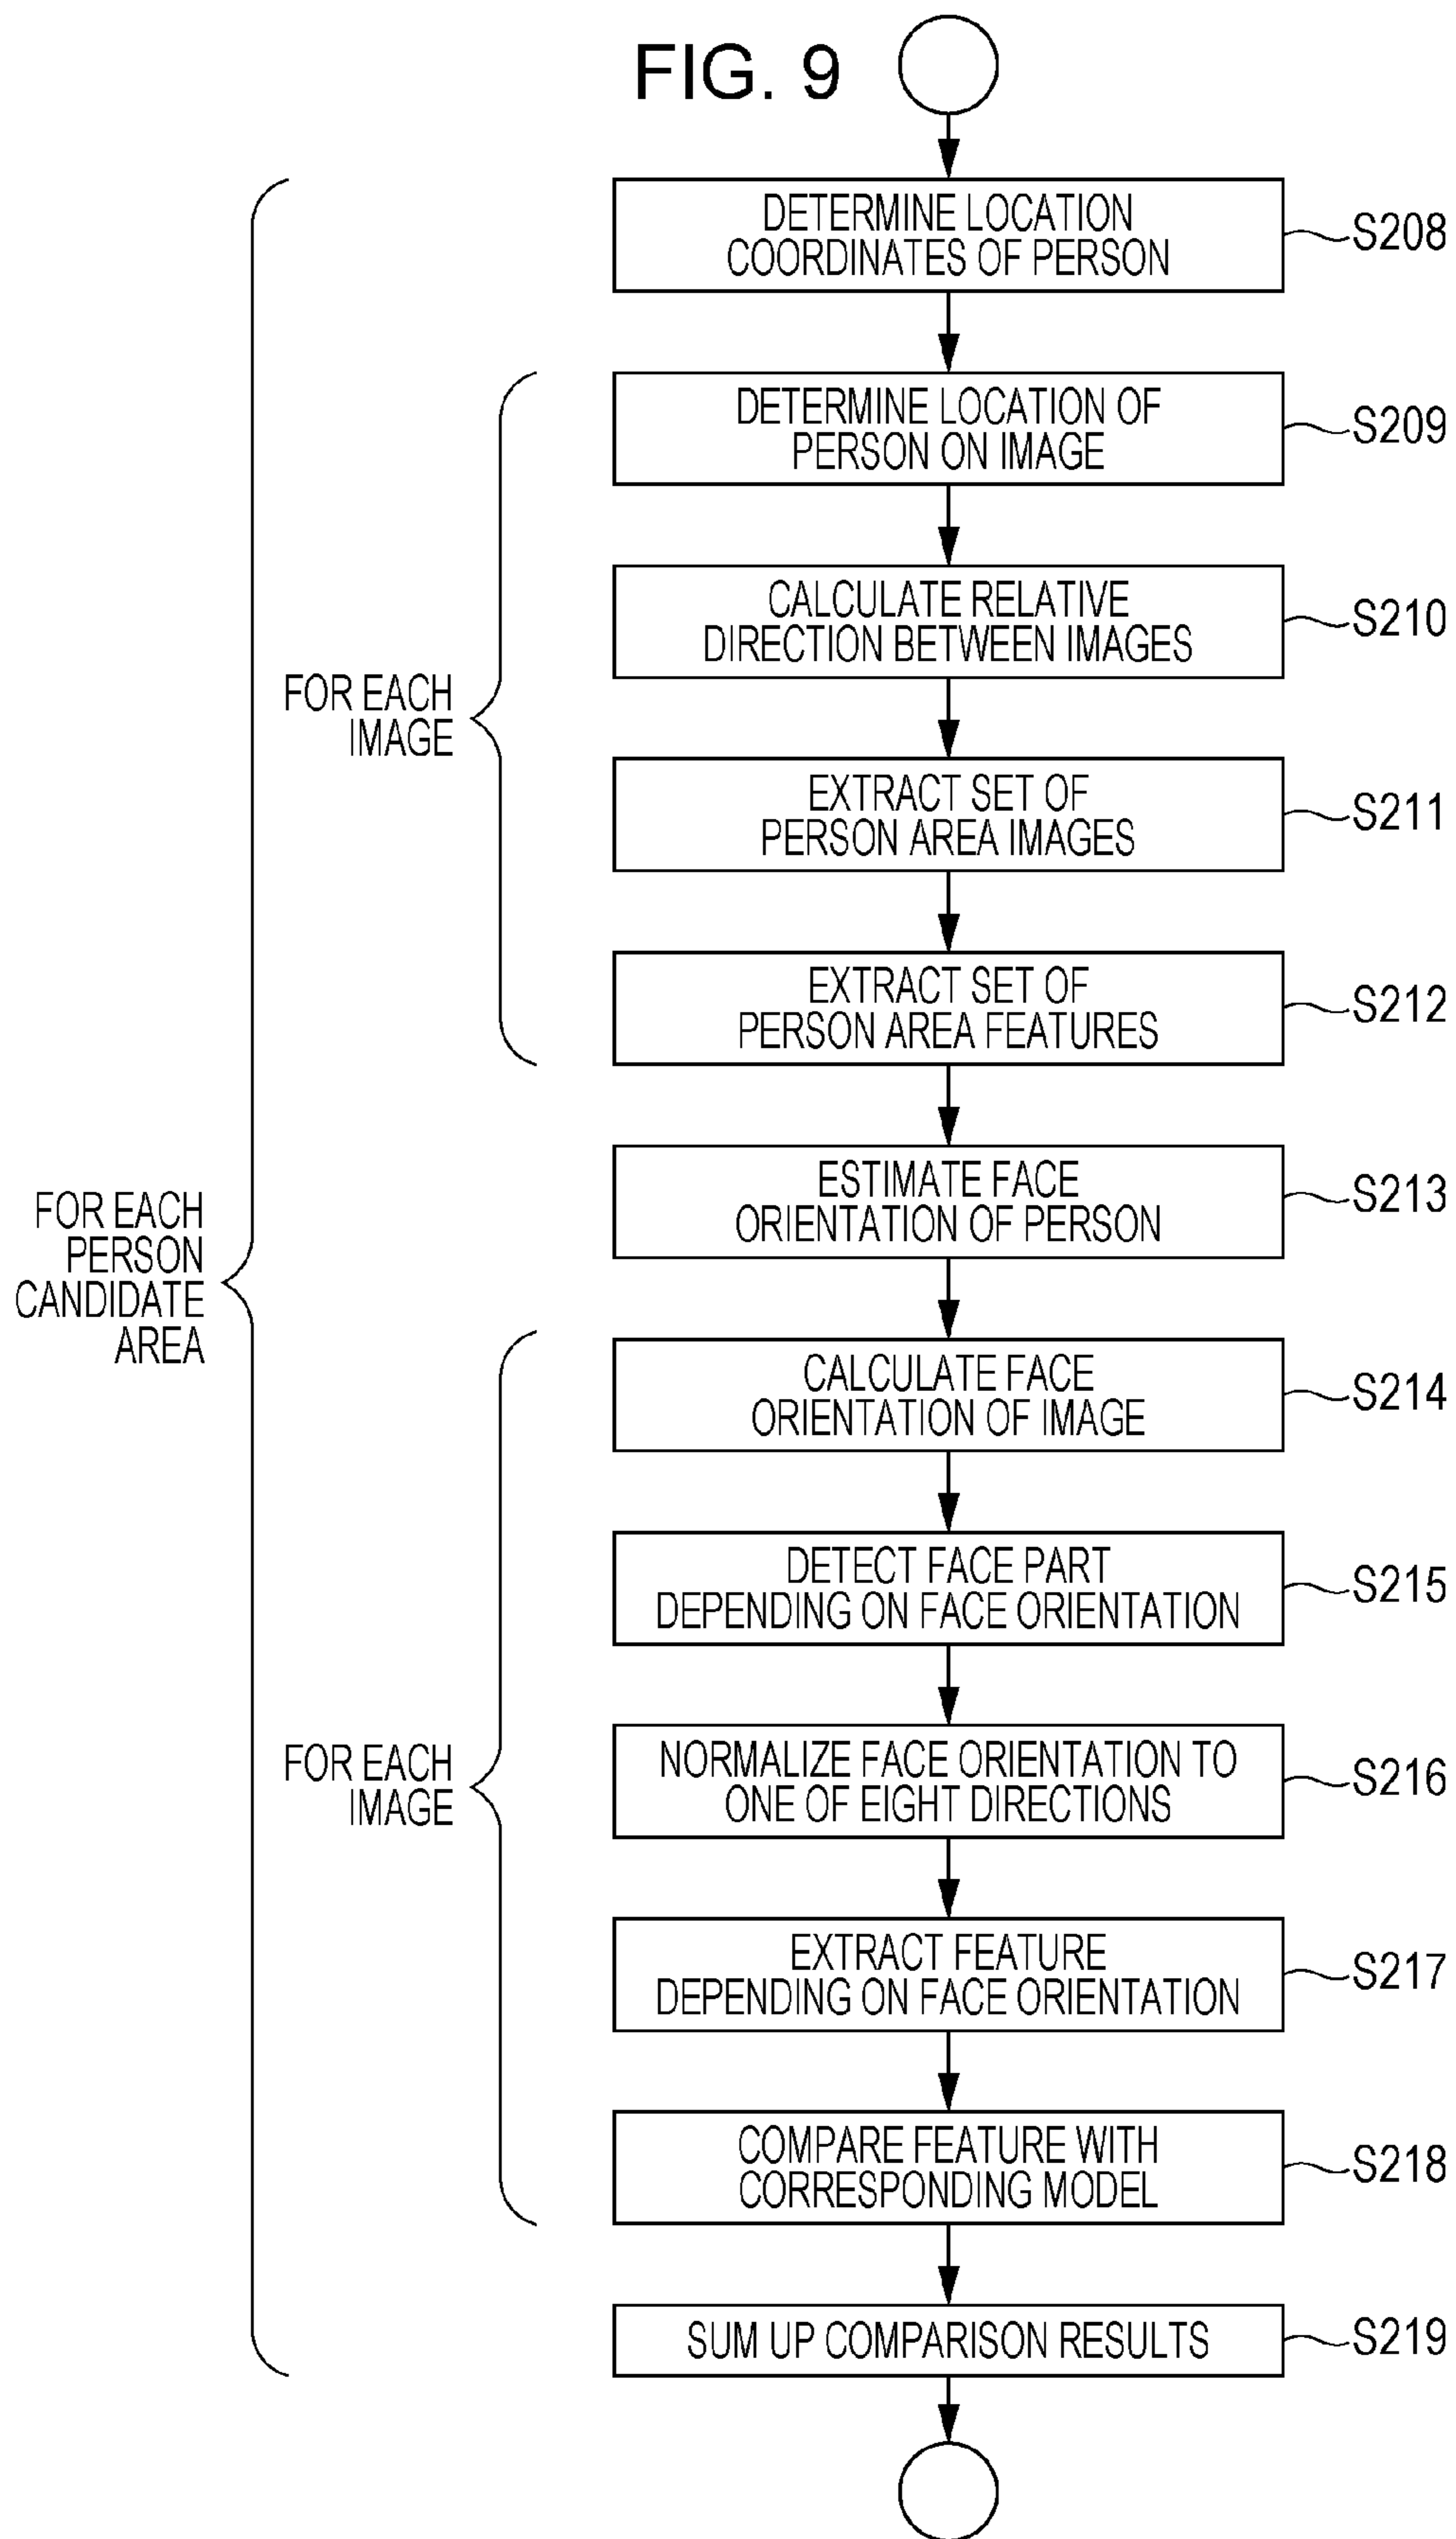 FIG. 9
DETERMINE LOCATION
COORDINATES OF PERSON
S208
DETERMINE LOCATION OF
PERSON ON IMAGE
S209
CALCULATE RELATIVE
DIRECTION BETWEEN IMAGES
S210
FOR EACH
IMAGE
EXTRACT SET OF
PERSON AREA IMAGES
S211
EXTRACT SET OF
PERSON AREA FEATURES
S212
ESTIMATE FACE
ORIENTATION OF PERSON
S213
FOR EACH
PERSON
CANDIDATE
AREA
CALCULATE FACE
ORIENTATION OF IMAGE
S214
DETECT FACE PART
DEPENDING ON FACE ORIENTATION
S215
FOR EACH
IMAGE
NORMALIZE FACE ORIENTATION TO
ONE OF EIGHT DIRECTIONS
S216
EXTRACT FEATURE
DEPENDING ON FACE ORIENTATION
S217
COMPARE FEATURE WITH
CORRESPONDING MODEL
S218
SUM UP COMPARISON RESULTS
S219